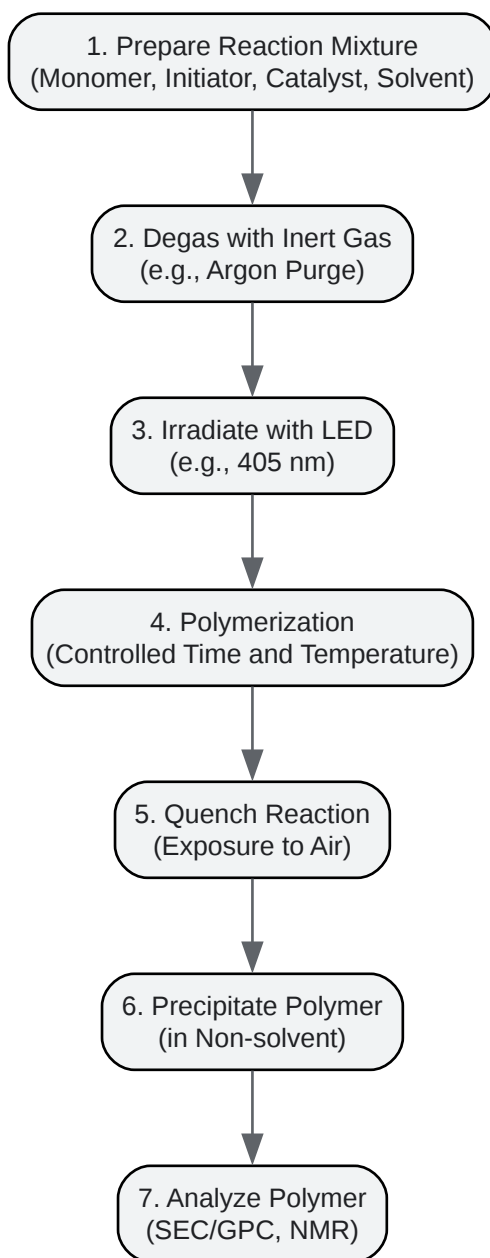 1. Prepare Reaction Mixture
(Monomer, Initiator, Catalyst, Solvent)
2. Degas with Inert Gas
(e.g., Argon Purge)
3. Irradiate with LED
(e.g., 405 nm)
4. Polymerization
(Controlled Time and Temperature)
5. Quench Reaction
(Exposure to Air)
6. Precipitate Polymer
(in Non-solvent)
7. Analyze Polymer
(SEC/GPC, NMR)